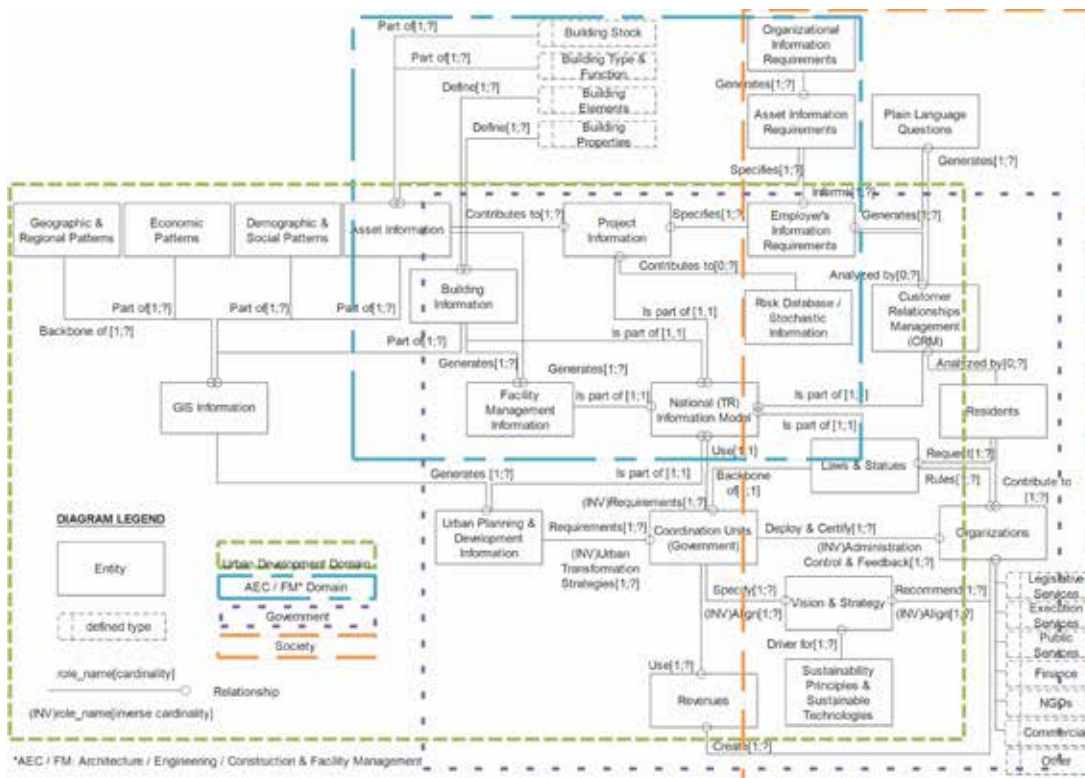 Part of[1;?]
Building Stock
Organizational
Information
Requirements
Part of[1;?]
Building Type &
Function
Define[1;?]
Building
Elements
Generates[1;?]
Define[1;?]
Building
Properties
Asset Information
Requirements
Plain Language
Questions
Specifies[1;?]
Generates[1;?]
Informs[1;?]
Geographic &
Regional Patterns
Economic
Patterns
Demographic &
Social Patterns
Asset Information
Contributes to[1;?]
Project
Information
Specifies[1;?
Employer's
Information
Requirements
Generates[1;?]
Contributes to[0;?]
Analyzed by[0;?]
Building
Information
Risk Database /
Stochastic
Information
Customer
Relationships
Management
(CRM)
Part of[1;?]
Part of[1;?]
Part of[1;?]
Backbone of [1;?]
Part of[1;?]
Is part of [1,1]
Is part of [1;1]
Analyzed by[0;?]
Generates[1;?]
Generates[1;?]
GIS Information
Facility
Management
Information
Is part of [1;1]
National (TR)
Information Model
Is part of [1,1]
Is part of [1,1]
Residents
Use[1,1]
Laws & Statues
Request[1;?]
Rules[1;?]
Generates [1;?]
Is part of [1;1]
Backbone
of[1;1]
Contribute to
[1;?]
(INV)Requirements[1;?]
DIAGRAM LEGEND
Entity
defined type
role_name[cardinality]
Relationship
(INV)role_name[inverse cardinality]
Urban Development Domain
AEC / FM* Domain
Government
Society
Urban Planning &
Development
Information
Requirements[1;?]
(INV)Urban
Transformation
Strategies[1;?]
Coordination Units
(Government)
Deploy & Certify[1;?]
(INV)Administration
Control & Feedback[1;?]
Organizations
Specify[1;?]
(INV)Align[1;?]
Vision & Strategy
Recommend[1;?]
(INV)Align[1;?]
Driver for[1;?]
Sustainability
Principles &
Sustainable
Technologies
Use[1;?]
Revenues
Create[1;?]
Legislative
Services
Execution
Services
Public
Services
Finance
NGOs
Commercial
Other
*AEC / FM: Architecture / Engineering / Construction & Facility Management